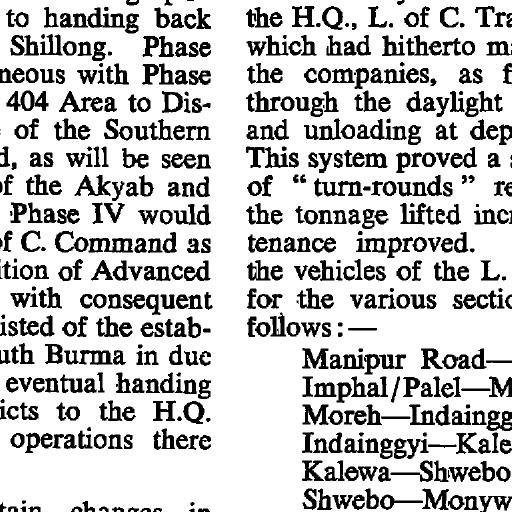 to handing back
Shillong. Phase
neous with Phase
404 Area to Dis-
of the Southern
d, as will be seen
of the Akyab and
Phase IV would
of C. Command as
ition of Advanced
with consequent
isted of the estab-
uth Burma in due
eventual handing
icts to the H.Q.
operations there
tain changes in
the H.Q., L. of C. Tra
which had hitherto m
the companies, as f
through the daylight
and unloading at dep
This system proved a
of "turn-rounds" re
the tonnage lifted incr
tenance improved.
the vehicles of the L.
for the various sectio
follows:—
Manipur Road—
Imphal/Palel—M
Moreh—Indaingg
Indainggyi—Kale
Kalewa—Shwebo
Shwebo—Monyw